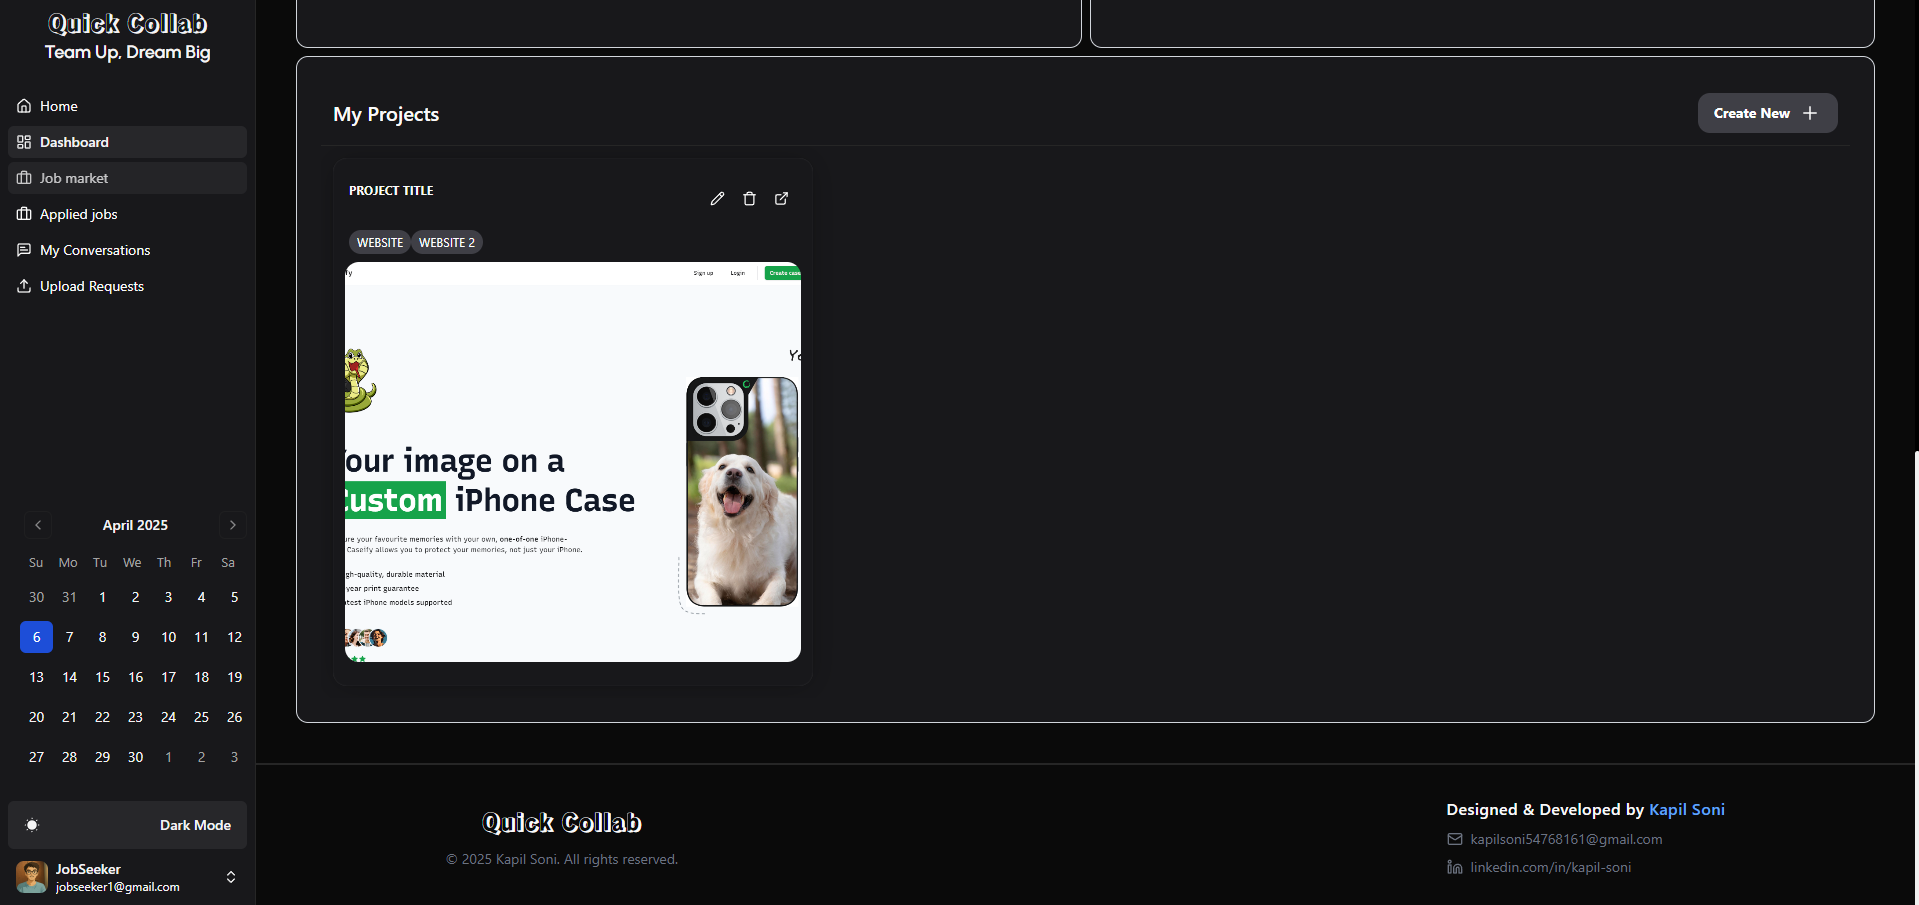 Quick Collab
Team Up, Dream Big
Home
Dashboard
Job market
Applied jobs
My Conversations
Upload Requests
April 2025
Su Mo Tu We Th Fr Sa
30 31 1 2 3 4 5
6 7 8 9 10 11 12
13 14 15 16 17 18 19
20 21 22 23 24 25 26
27 28 29 30 1 2 3
Dark Mode
JobSeeker
jobseeker1@gmail.com
My Projects
Create New
PROJECT TITLE
WEBSITE WEBSITE 2
fy Sign up Login Create case
Yo
Your image on a
Custom iPhone Case
ure your favourite memories with your own, one-of-one iPhone-
Caseify allows you to protect your memories, not just your iPhone.
igh-quality, durable material
year print guarantee
atest iPhone models supported
Quick Collab
© 2025 Kapil Soni. All rights reserved.
Designed & Developed by Kapil Soni
kapilsoni54768161@gmail.com
linkedin.com/in/kapil-soni